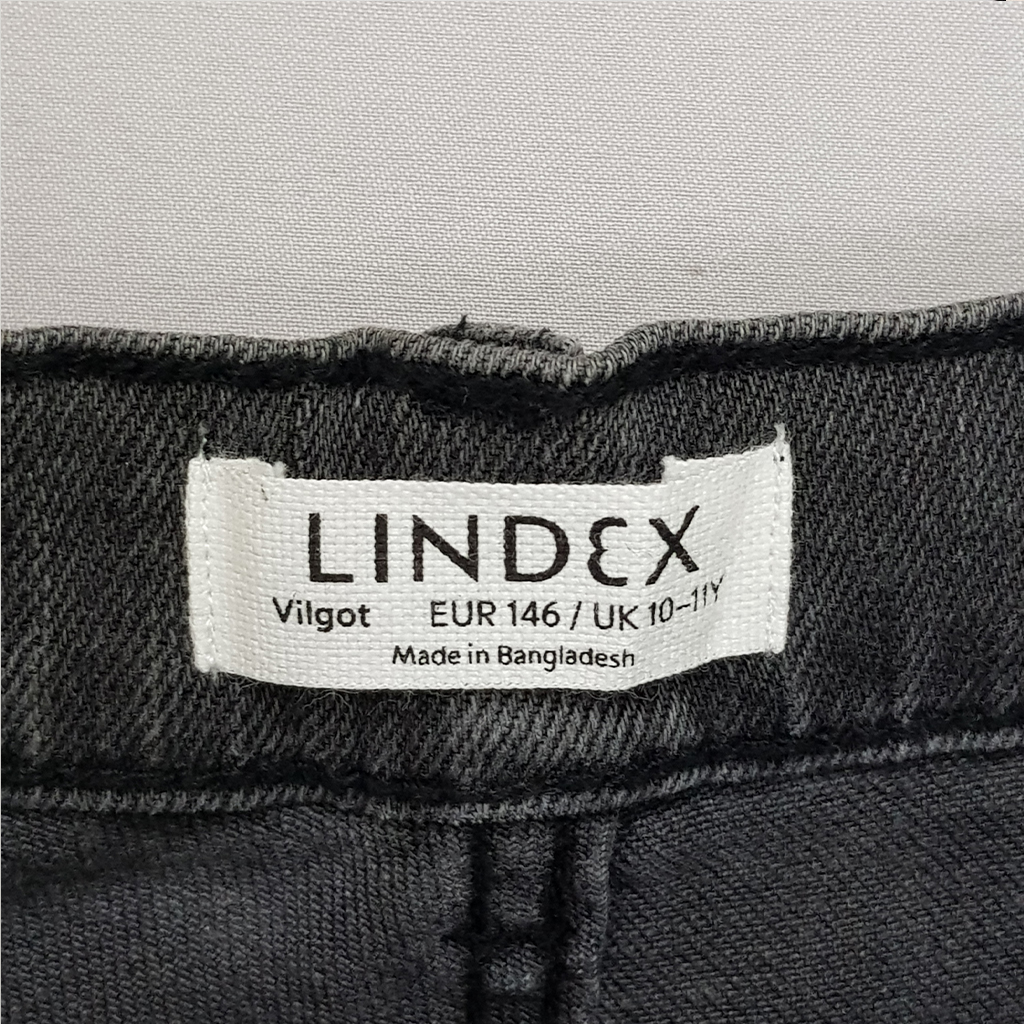 LINDEX
Vilgot EUR 146 / UK 10–11Y
Made in Bangladesh